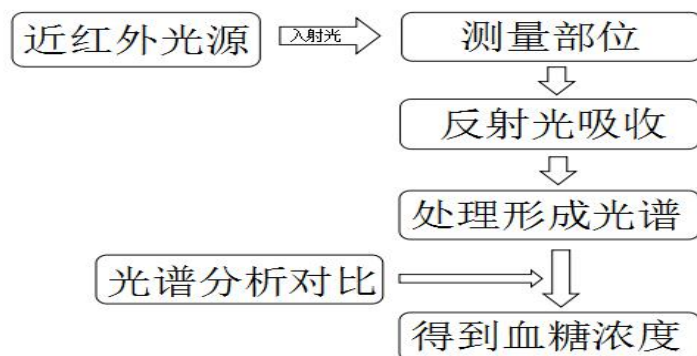 近红外光源
入射光
测量部位
反射光吸收
处理形成光谱
光谱分析对比
得到血糖浓度